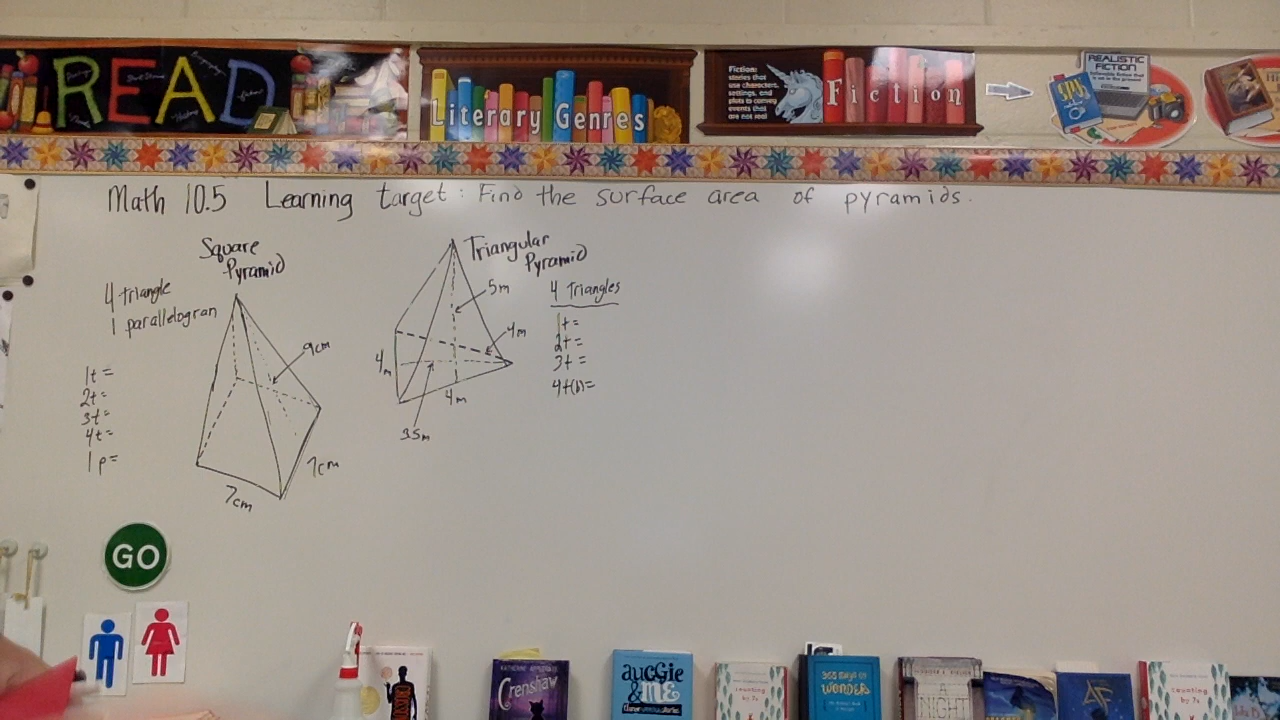 READ
Literary Genres
Fiction:
stories that
use characters,
settings, and
plots to convey
events that
are not real
Fiction
REALISTIC
FICTION
Math 10.5 Learning target: Find the surface area of pyramids.
Square
Pyramid
4 triangle
1 parallelogran
1t=
2t=
3t=
4t=
1p=
9cm
7cm
7cm
Triangular
Pyramid
5m
4m
4m
4m
3.5m
4 Triangles
1t=
2t=
3t=
4t(b)=
GO
Crenshaw
auggie
& ME
counting
by 7s
365 DAYS OF
WONDER
NIGHT
counting
by 7s